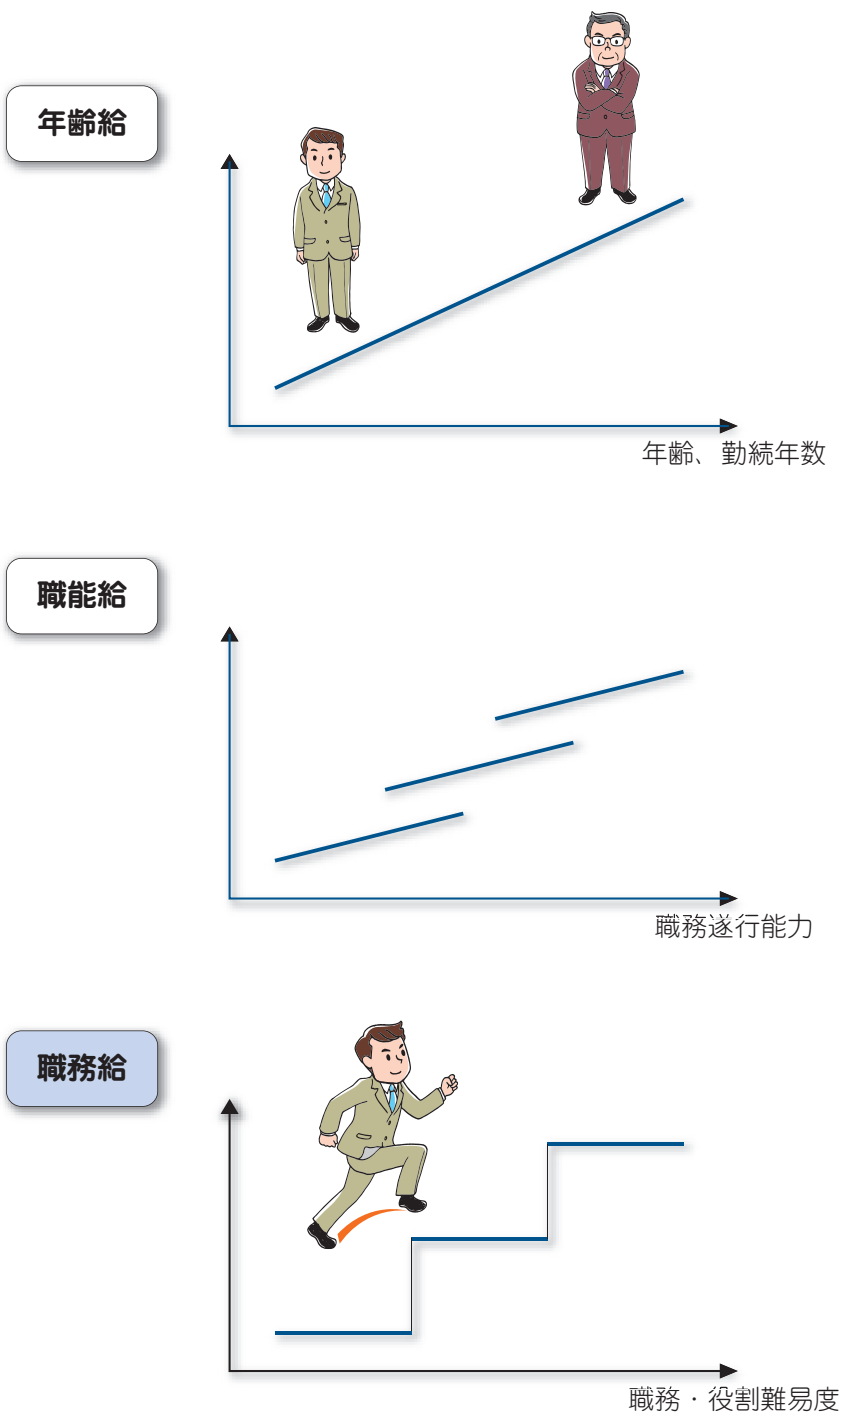 年齢給
年齢、勤続年数
職能給
職務遂行能力
職務給
職務・役割難易度